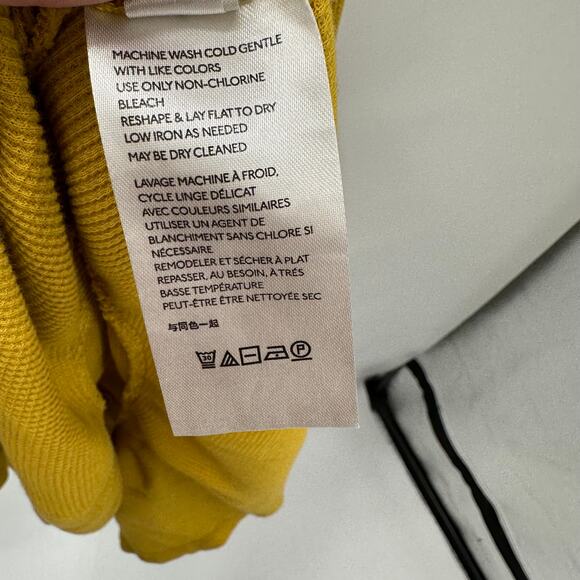 MACHINE WASH COLD GENTLE
WITH LIKE COLORS
USE ONLY NON-CHLORINE
BLEACH
RESHAPE & LAY FLAT TO DRY
LOW IRON AS NEEDED
MAY BE DRY CLEANED
LAVAGE MACHINE À FROID,
CYCLE LINGE DÉLICAT
AVEC COULEURS SIMILAIRES
UTILISER UN AGENT DE
BLANCHIMENT SANS CHLORE SI
NÉCESSAIRE
REMODELER ET SÉCHER À PLAT
REPASSER, AU BESOIN, À TRÉS
BASSE TEMPÉRATURE
PEUT-ÊTRE ÊTRE NETTOYÉE SEC
与同色一起
30 P